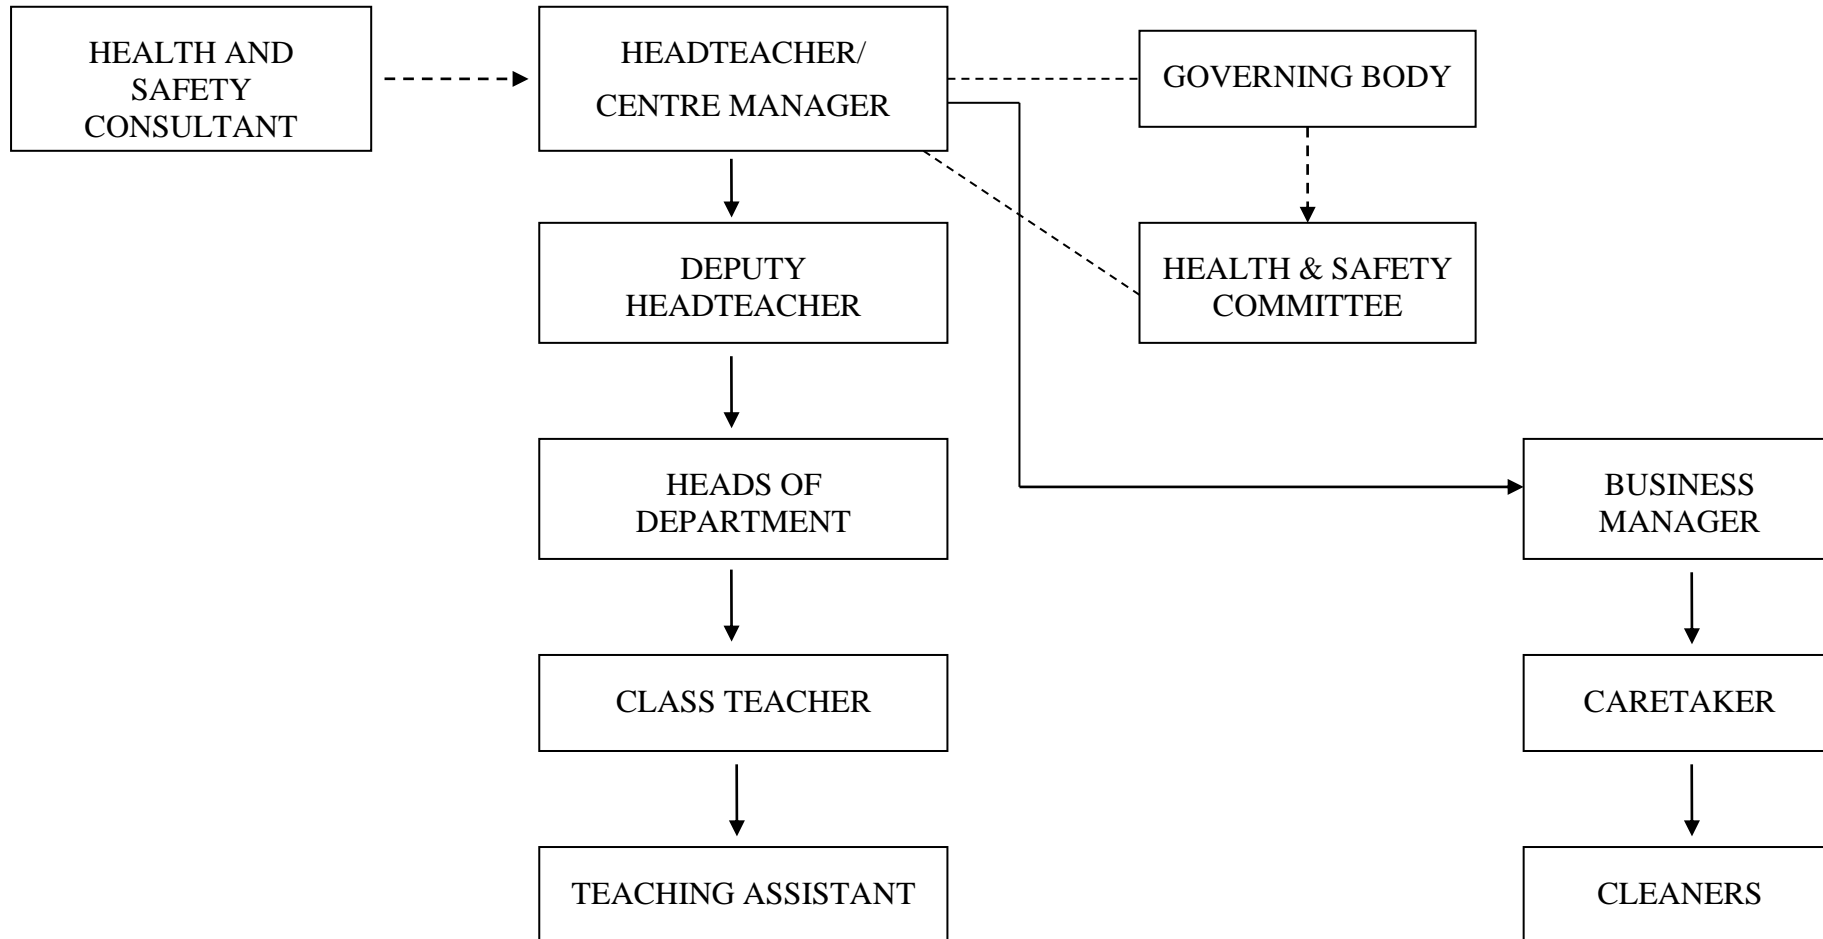 HEALTH AND
SAFETY
CONSULTANT
HEADTEACHER/
CENTRE MANAGER
GOVERNING BODY
DEPUTY
HEADTEACHER
HEALTH & SAFETY
COMMITTEE
HEADS OF
DEPARTMENT
BUSINESS
MANAGER
CLASS TEACHER
CARETAKER
TEACHING ASSISTANT
CLEANERS